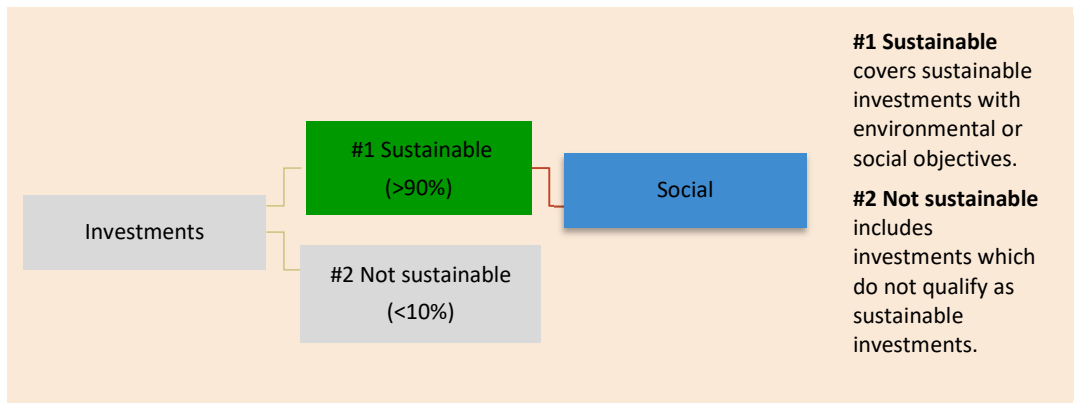 Investments
#1 Sustainable
(>90%)
#2 Not sustainable
(<10%)
Social
#1 Sustainable
covers sustainable
investments with
environmental or
social objectives.
#2 Not sustainable
includes
investments which
do not qualify as
sustainable
investments.